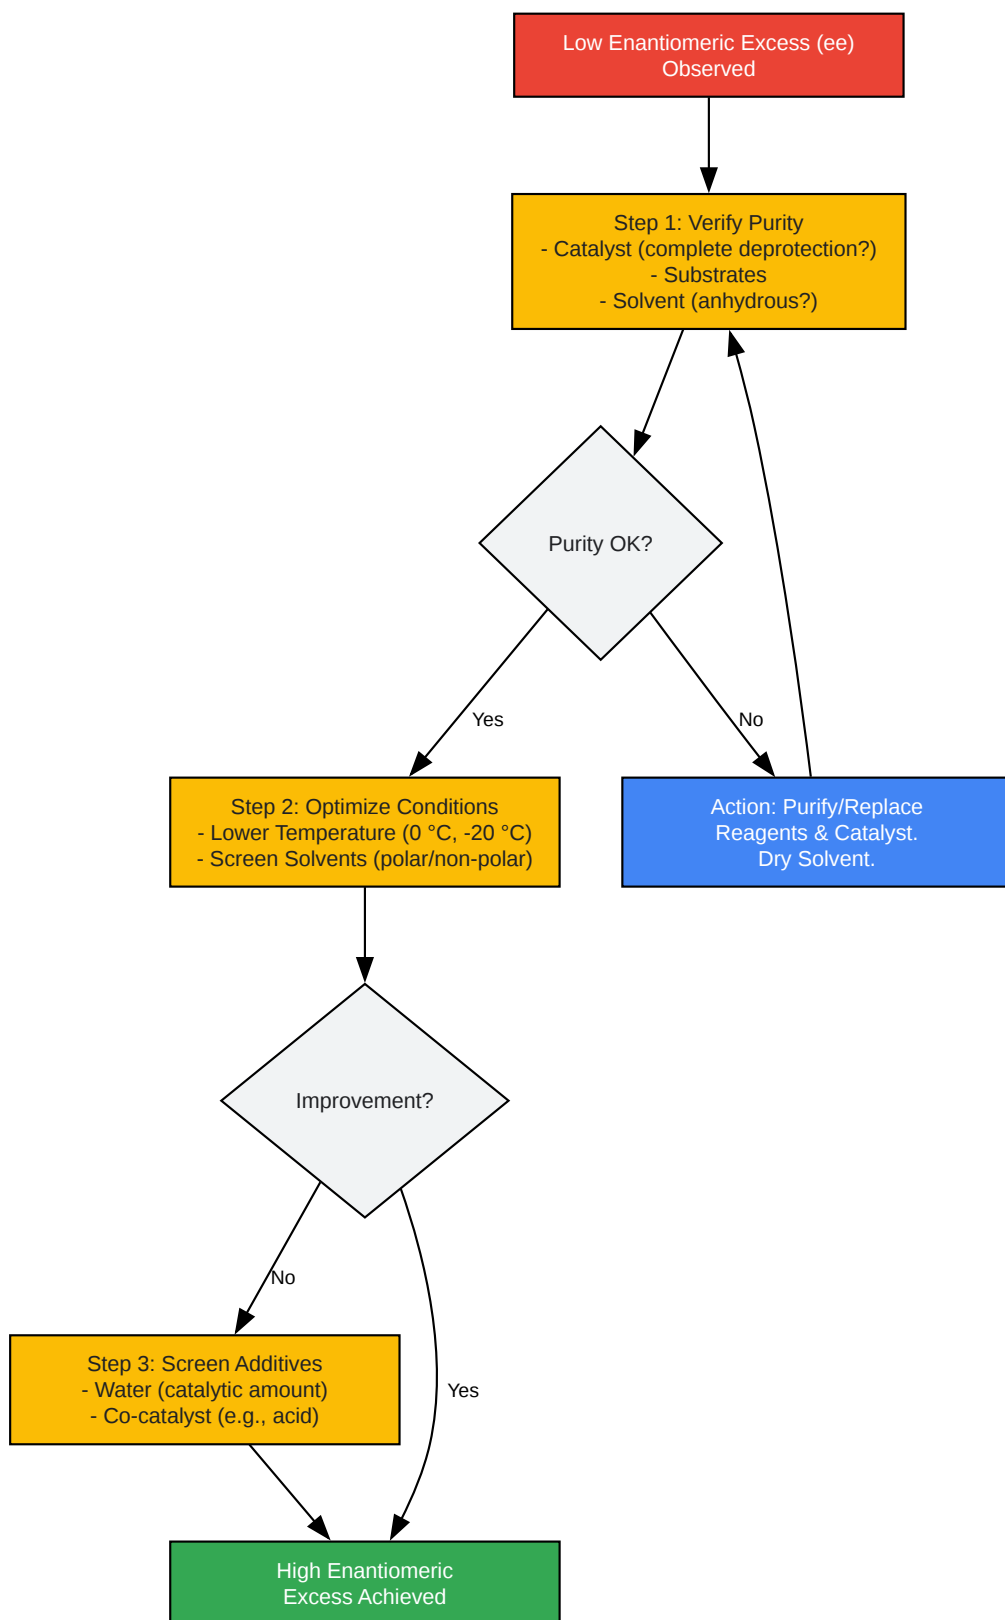 Low Enantiomeric Excess (ee)
Observed
Step 1: Verify Purity
- Catalyst (complete deprotection?)
- Substrates
- Solvent (anhydrous?)
Purity OK?
Yes
No
Step 2: Optimize Conditions
- Lower Temperature (0 °C, -20 °C)
- Screen Solvents (polar/non-polar)
Action: Purify/Replace
Reagents & Catalyst.
Dry Solvent.
Improvement?
No
Yes
Step 3: Screen Additives
- Water (catalytic amount)
- Co-catalyst (e.g., acid)
High Enantiomeric
Excess Achieved